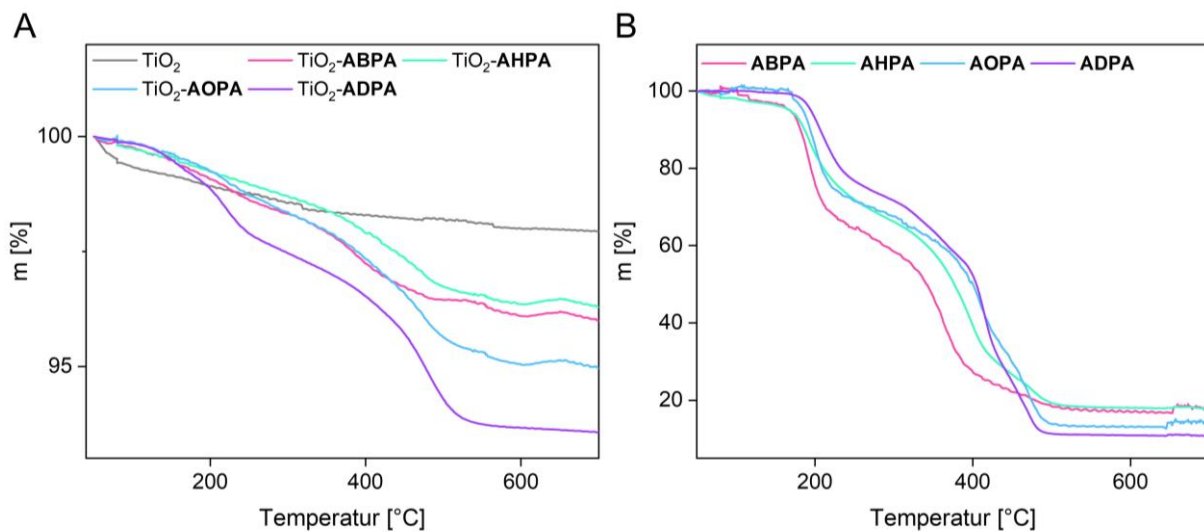 A
TiO₂ TiO₂-ABPA TiO₂-AHPA
TiO₂-AOPA TiO₂-ADPA
100
95
m [%]
200 400 600
Temperatur [°C]
B
ABPA AHPA AOPA ADPA
100
80
60
40
20
m [%]
200 400 600
Temperatur [°C]